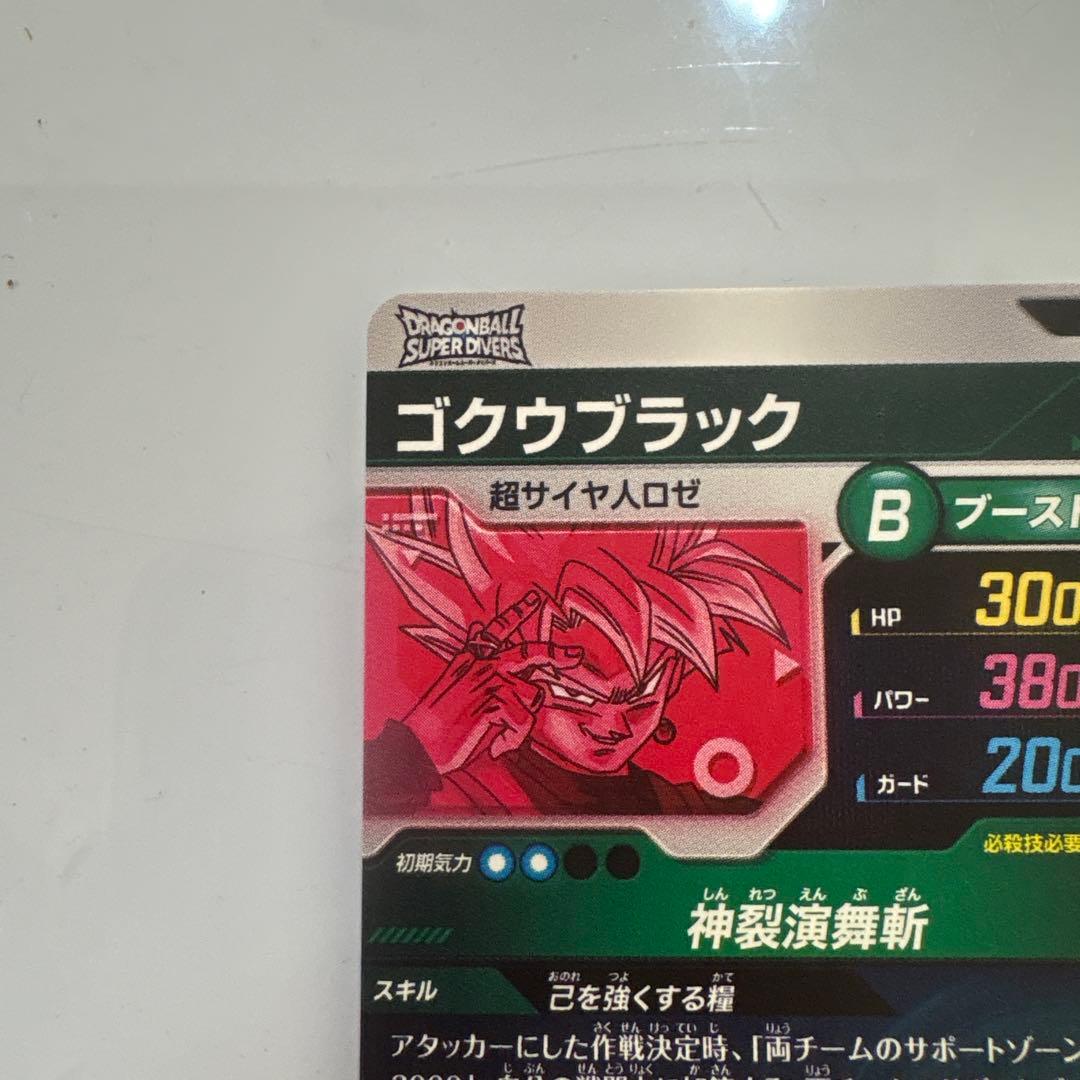 DRAGONBALL
SUPER DIVERS
ゴクウブラック
超サイヤ人ロゼ
B ブースト
HP 300
パワー 380
ガード 200
必殺技必要
初期気力
しんれつえんぶざん
神裂演舞斬
スキル
おのれ つよ かて
己を強くする糧
さくせんけっていじ りょう
アタッカーにした作戦決定時、「両チームのサポートゾーン